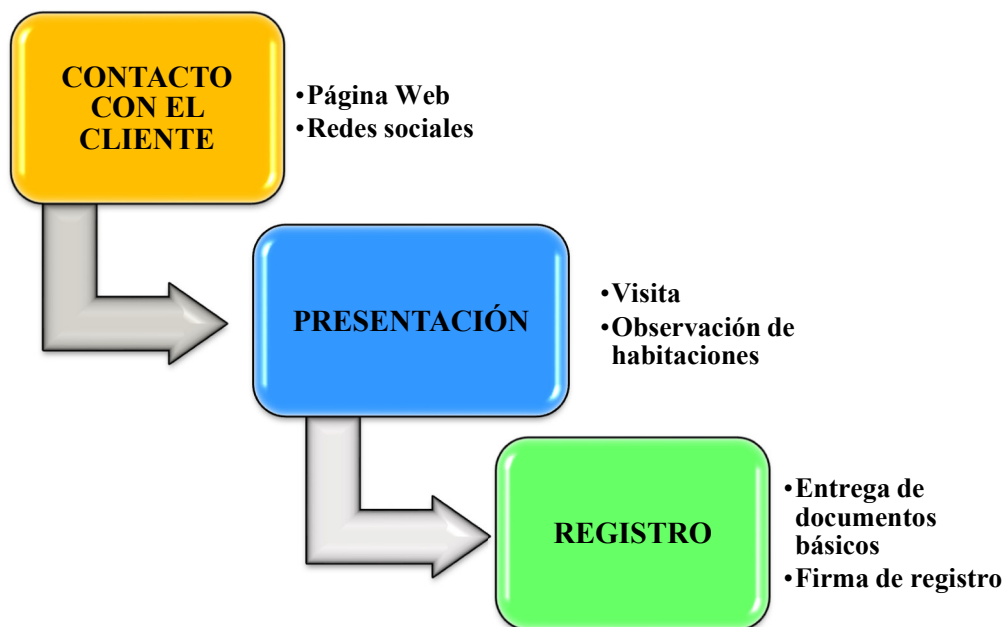 CONTACTO
CON EL
CLIENTE
•Página Web
•Redes sociales
PRESENTACIÓN
•Visita
•Observación de
habitaciones
REGISTRO
•Entrega de
documentos
básicos
•Firma de registro